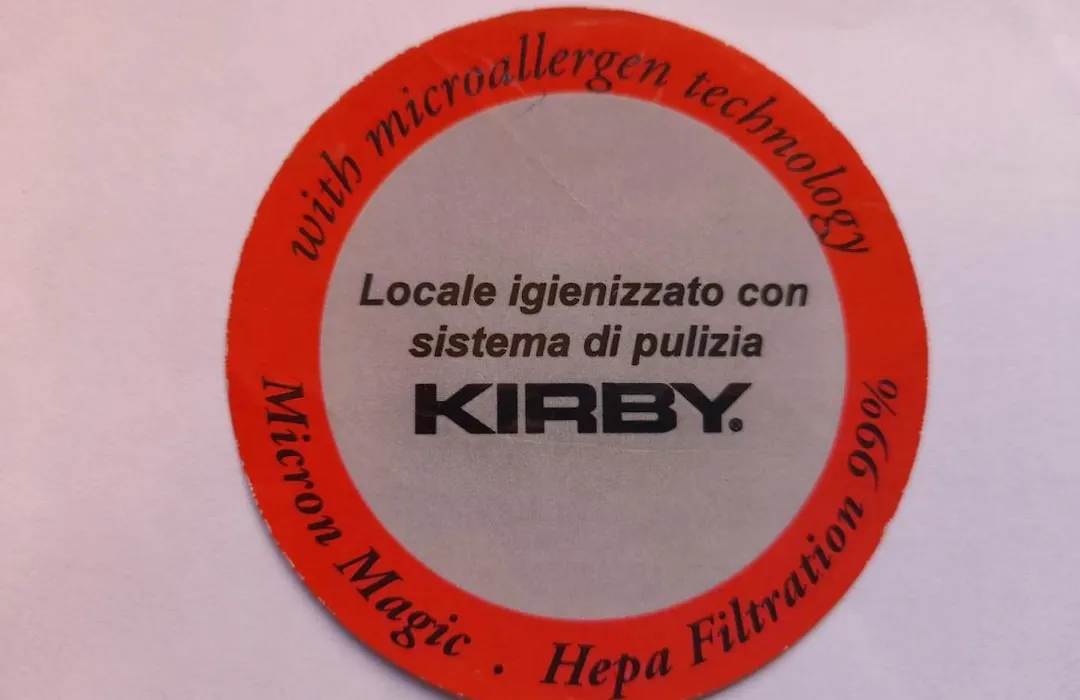 with microallergen technology
Locale igienizzato con
sistema di pulizia
KIRBY®
Micron Magic · Hepa Filtration 99%